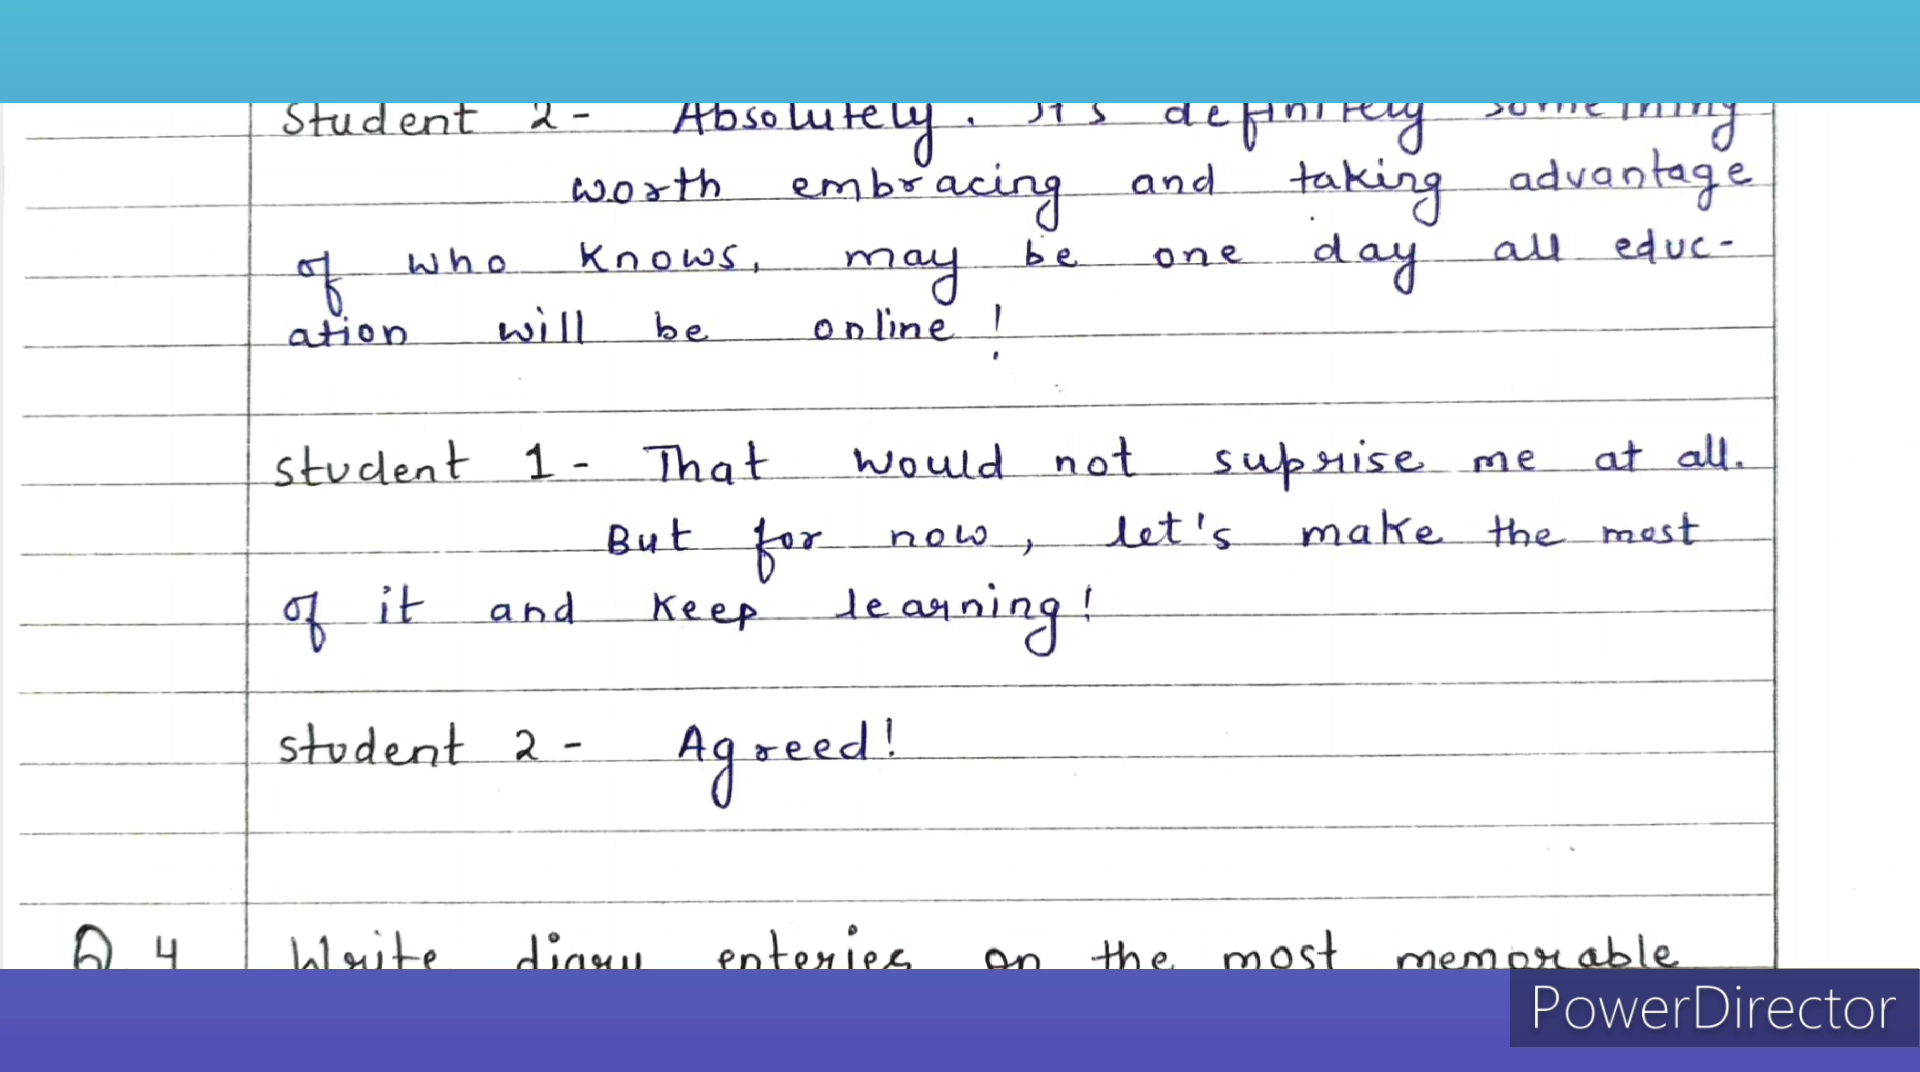 Student 2 - Absolutely. It's definitely something
worth embracing and taking advantage
of who knows, may be one day all educ-
ation will be online!
student 1 - That would not suprise me at all.
But for now, let's make the most
of it and keep learning!
student 2 - Agreed!
Q 4 Write diary enteries on the most memorable
PowerDirector